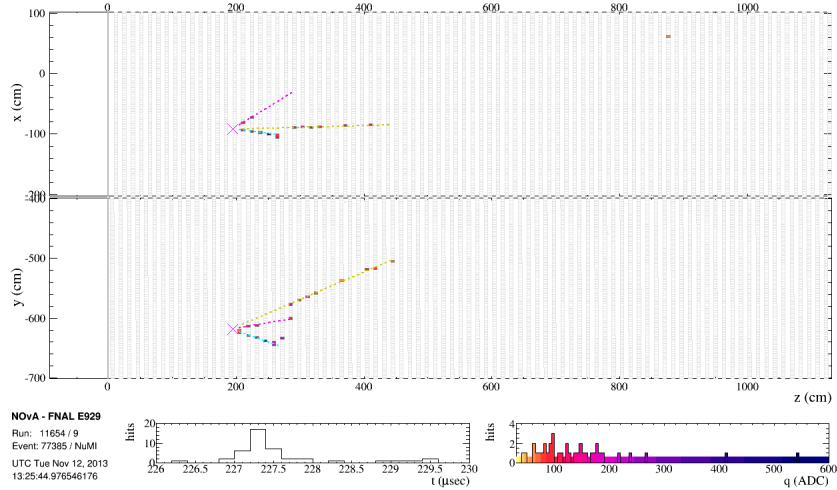 0 200 400 600 800 1000
100
0
-100
-200
x (cm)
-400
-500
-600
-700
y (cm)
0 200 400 600 800 1000
z (cm)
NOvA - FNAL E929
Run: 11654 / 9
Event: 77385 / NuMI
UTC Tue Nov 12, 2013
13:25:44.976546176
hits
20
10
0
226 226.5 227 227.5 228 228.5 229 229.5 230
t (μsec)
hits
4
2
0
100 200 300 400 500 600
q (ADC)